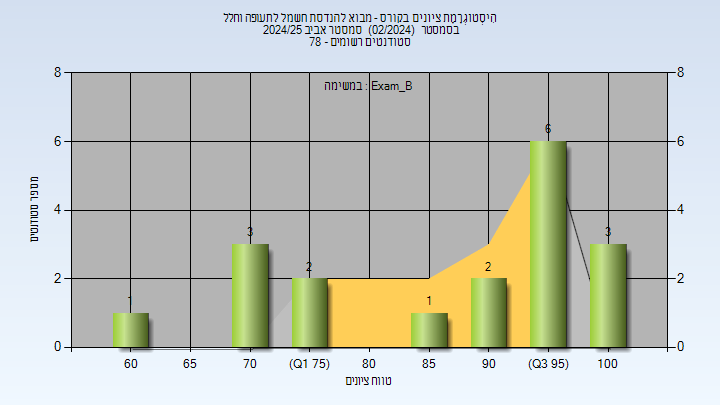 היסטוגרמת ציונים בקורס - מבוא להנדסת חשמל לתעופה וחלל
בסמסטר (02/2024) סמסטר אביב 2024/25
סטודנטים רשומים - 78
במשימה : Exam_B
8 8
6 6
4 4
2 2
0 0
1 3 2 1 2 6 3
מספר סטודנטים
60 65 70 (Q1 75) 80 85 90 (Q3 95) 100
טווח ציונים